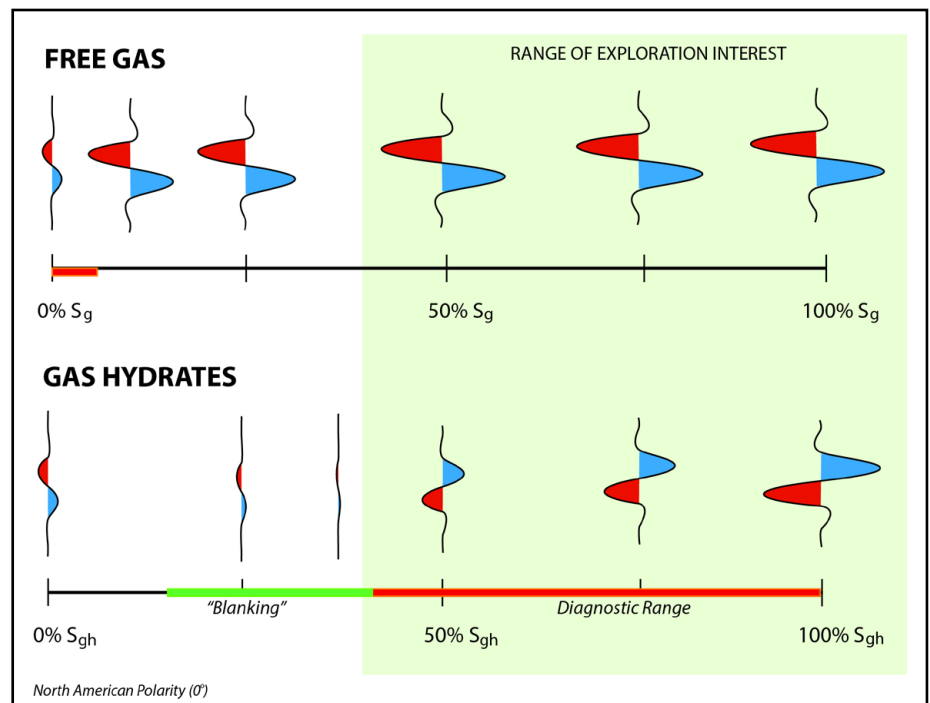 FREE GAS
RANGE OF EXPLORATION INTEREST
0% Sg
50% Sg
100% Sg
GAS HYDRATES
"Blanking"
Diagnostic Range
0% Sgh
50% Sgh
100% Sgh
North American Polarity (0°)